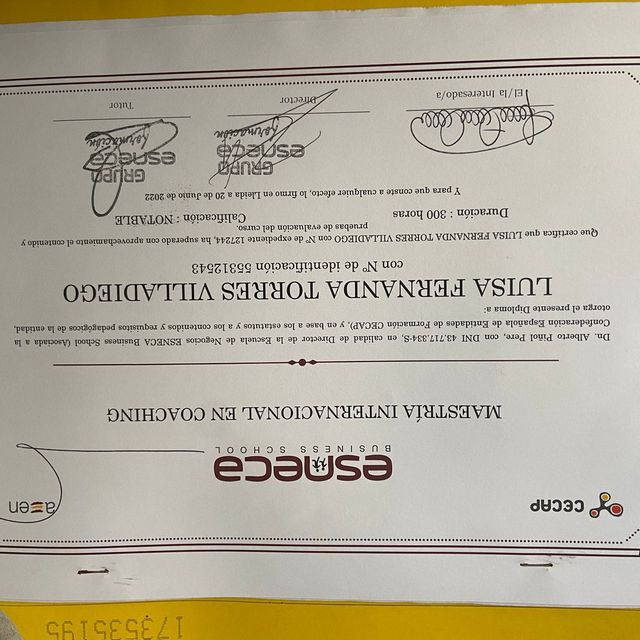 17353S195
CECAP
aeen
esneca
BUSINESS SCHOOL
MAESTRÍA INTERNACIONAL EN COACHING
Dn. Alberto Piñol Pere, con DNI 43.717.334-S, en calidad de Director de la Escuela de Negocios ESNECA Business School (Asociada a la
Confederación Española de Entidades de Formación CECAP), y en base a los estatutos y a los contenidos y requisitos pedagógicos de la entidad,
otorga el presente Diploma a:
LUISA FERNANDA TORRES VILLADIEGO
con Nº de identificación 55312543
Que certifica que LUISA FERNANDA TORRES VILLADIEGO con Nº de expediente 127244, ha superado con aprovechamiento el contenido y
pruebas de evaluación del curso.
Duración : 300 horas
Calificación : NOTABLE
Y para que conste a cualquier efecto, lo firmo en Lleida a 20 de Junio de 2022
GRUPO
esneca
formación
GRUPO
esneca
formación
El/la Interesado/a
Director
Tutor